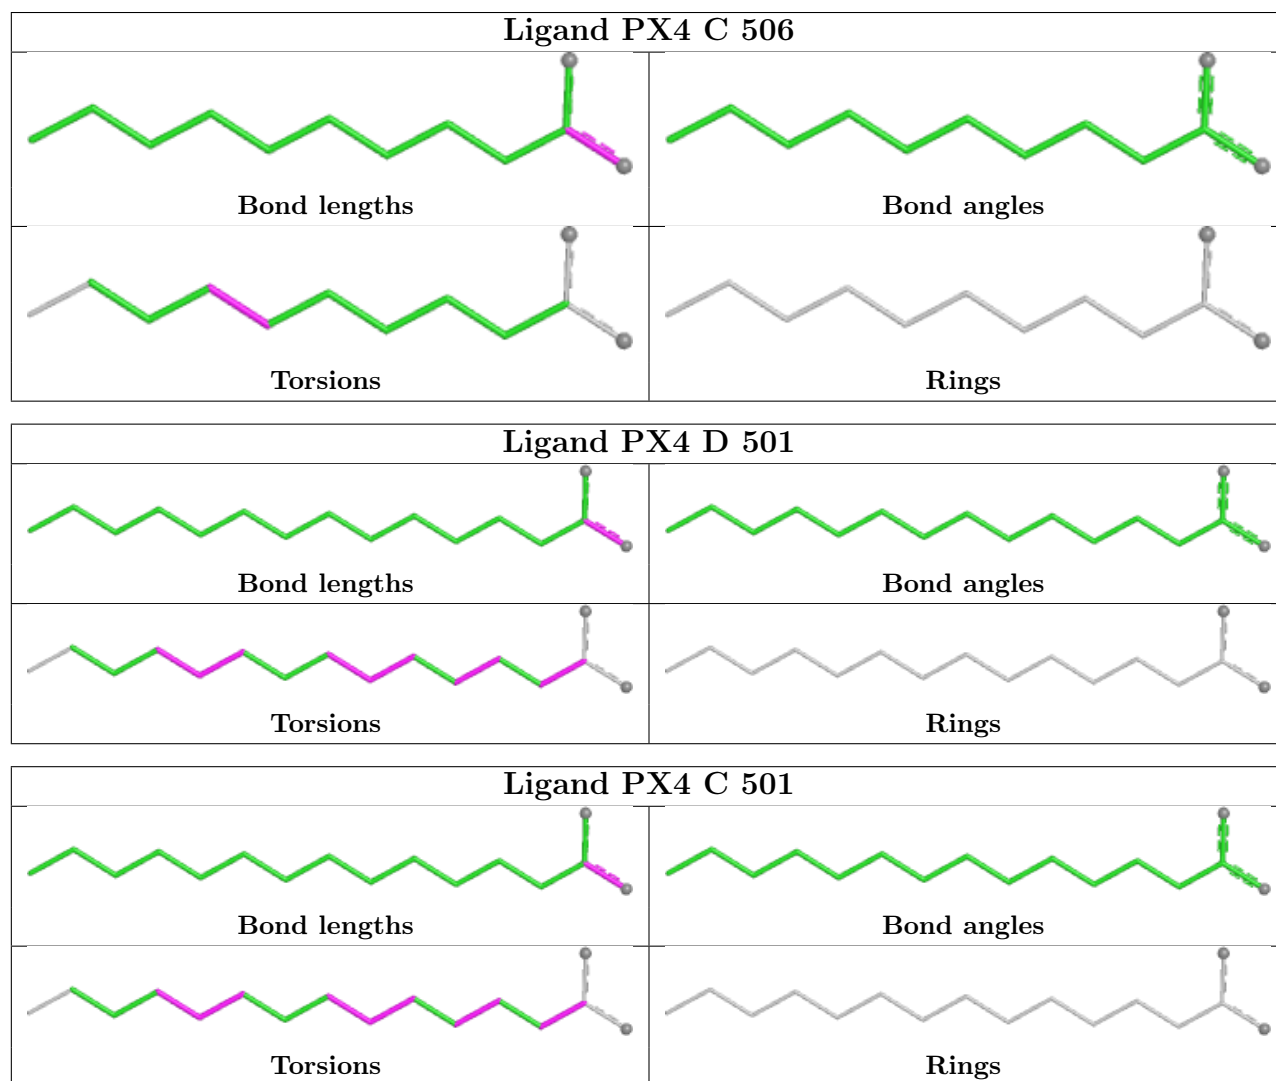 Ligand PX4 C 506
Bond lengths
Bond angles
Torsions
Rings
Ligand PX4 D 501
Bond lengths
Bond angles
Torsions
Rings
Ligand PX4 C 501
Bond lengths
Bond angles
Torsions
Rings